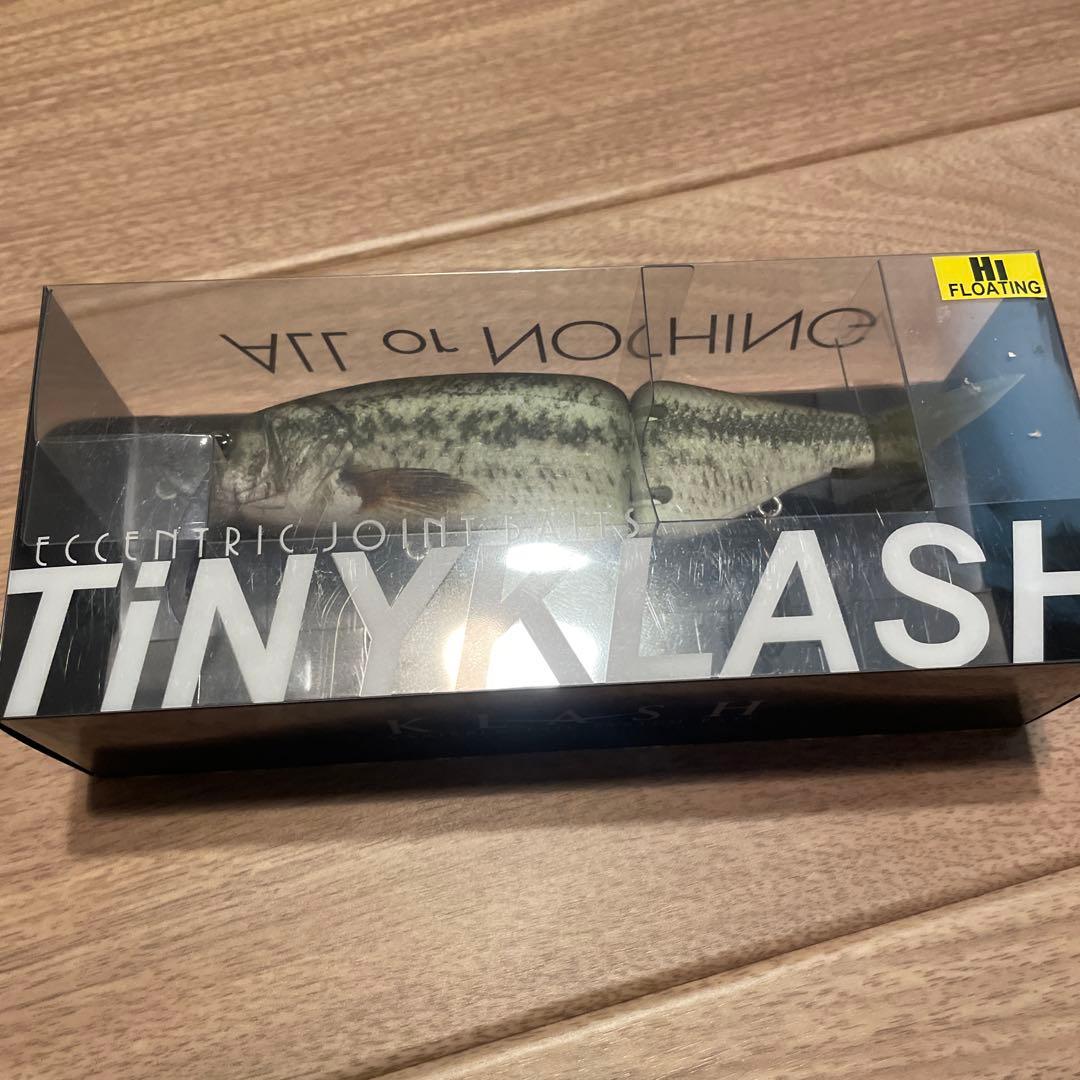 HI
FLOATING
ALL or NOTHING
ECCENTRIC JOINT BAITS
TiNYKLASH
KLASH